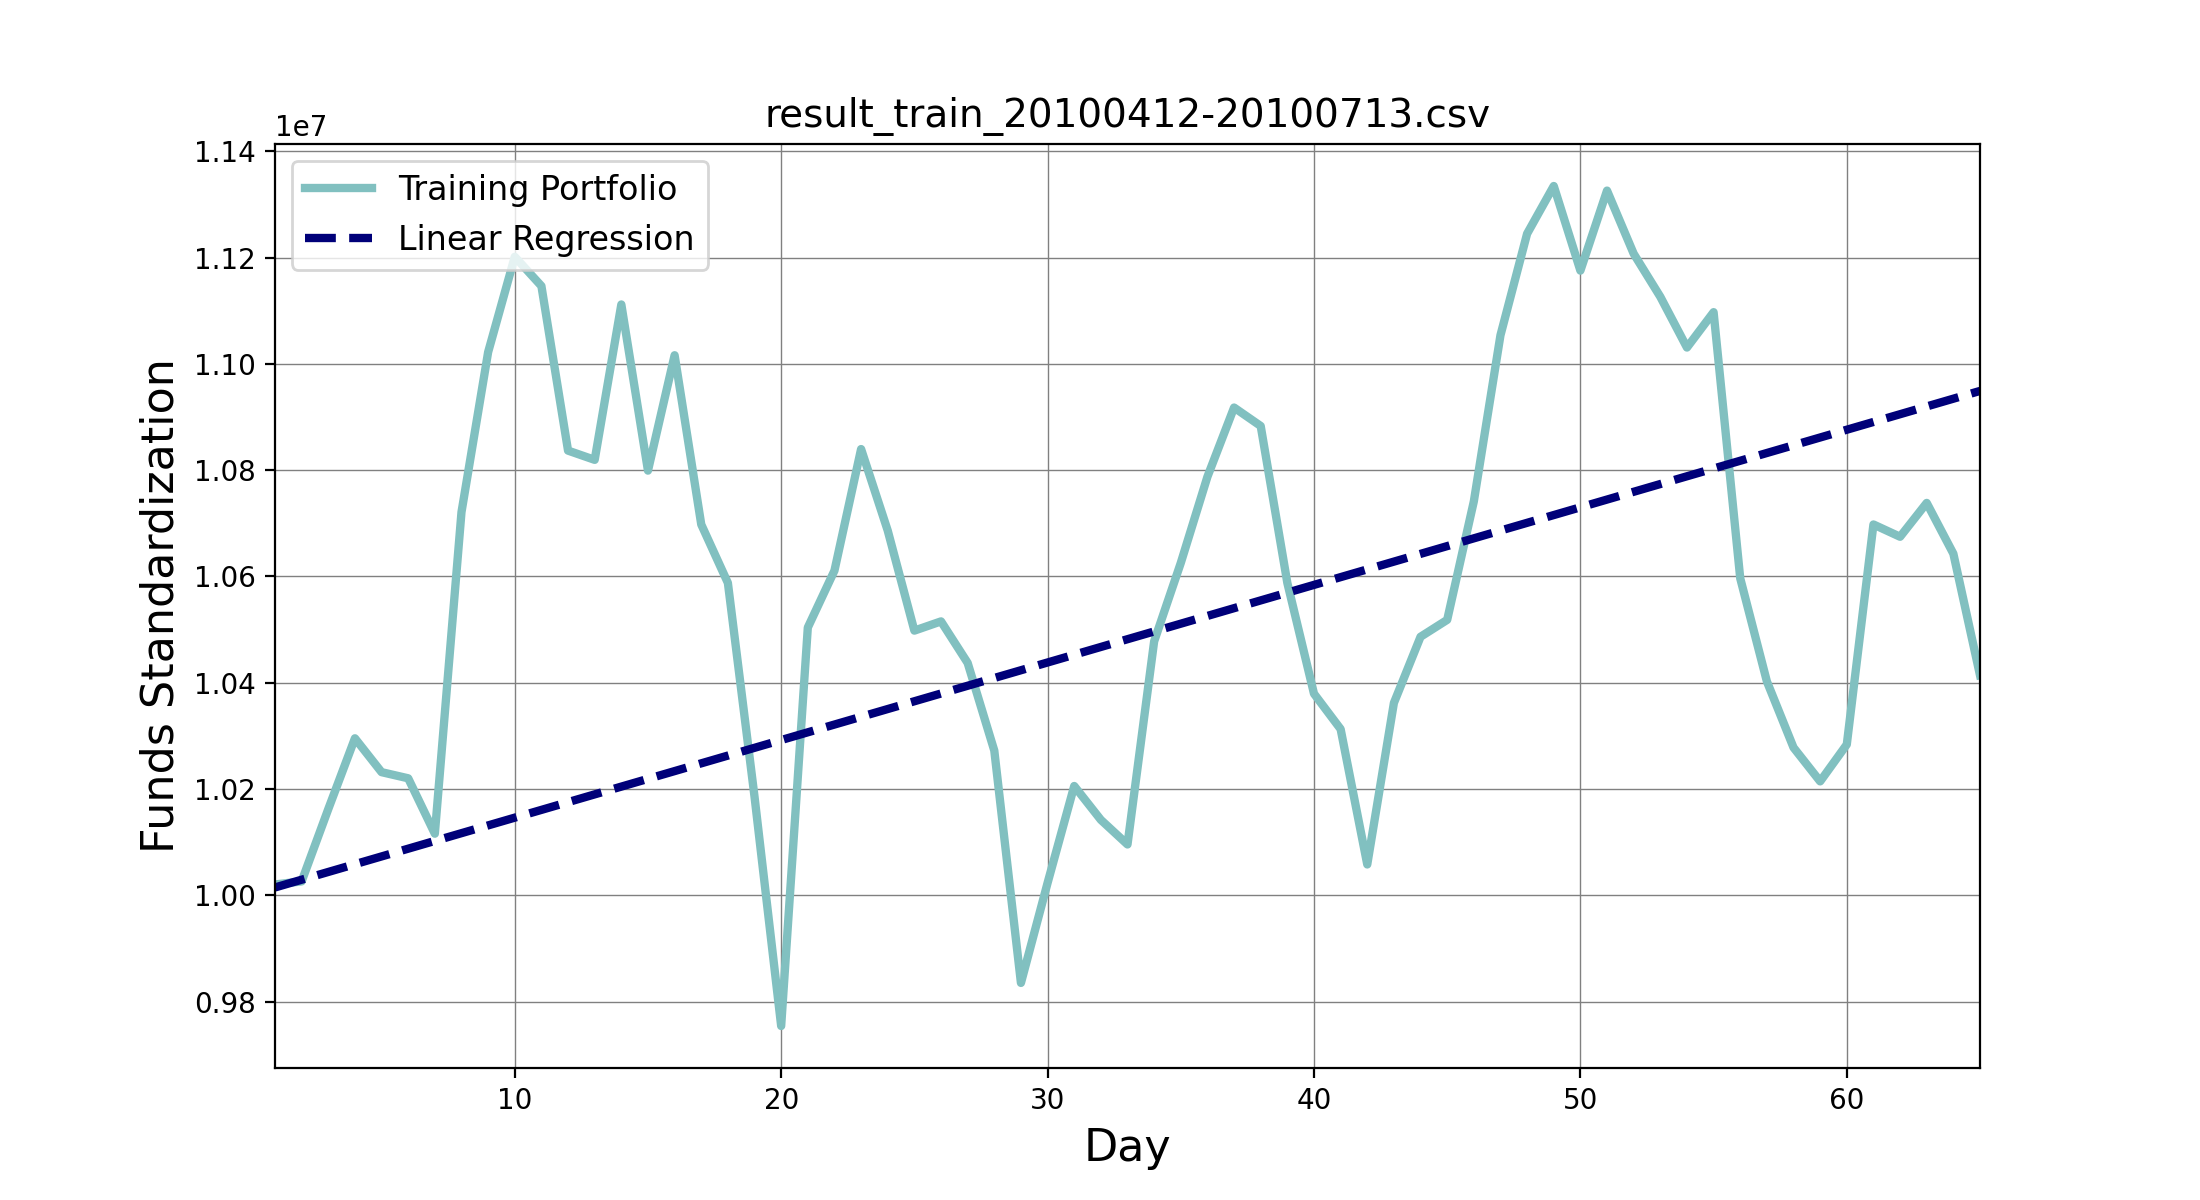 result_train_20100412-20100713.csv
1e7
1.14
1.12
1.10
1.08
1.06
1.04
1.02
1.00
0.98
Funds Standardization
Training Portfolio
Linear Regression
10 20 30 40 50 60
Day